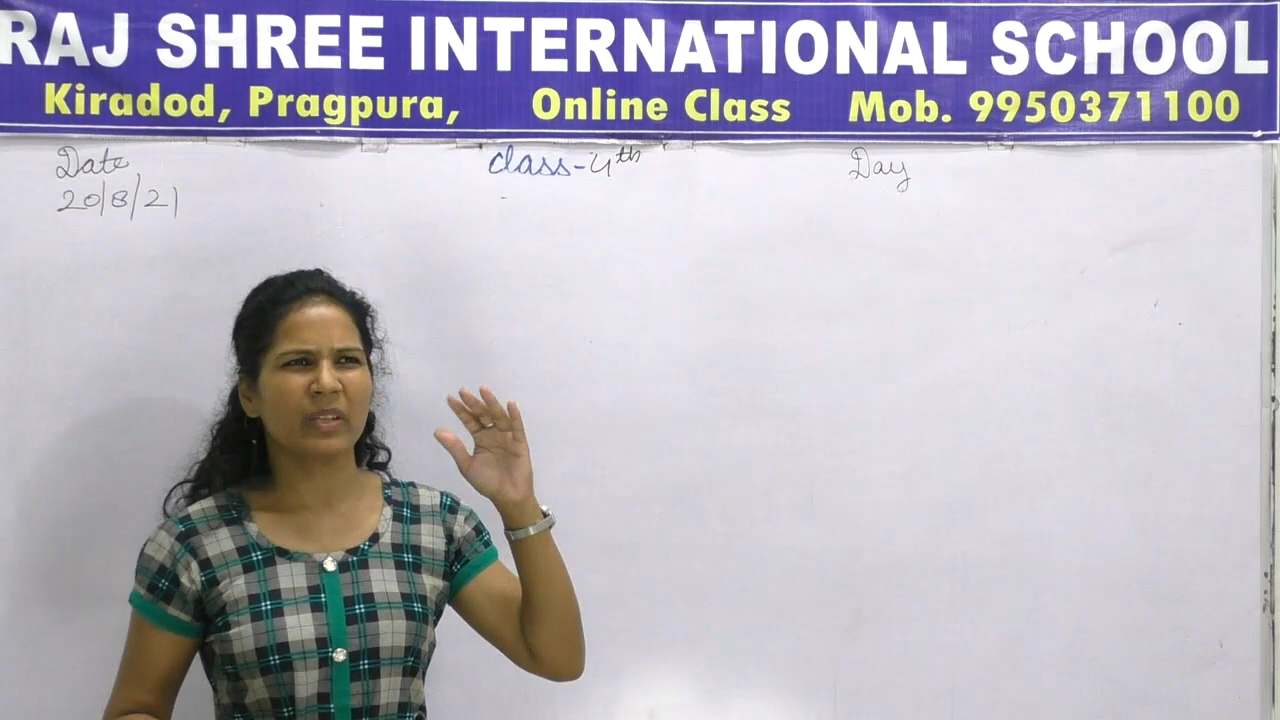 RAJ SHREE INTERNATIONAL SCHOOL
Kiradod, Pragpura, Online Class Mob. 9950371100
Date class-4th Day
20/8/21